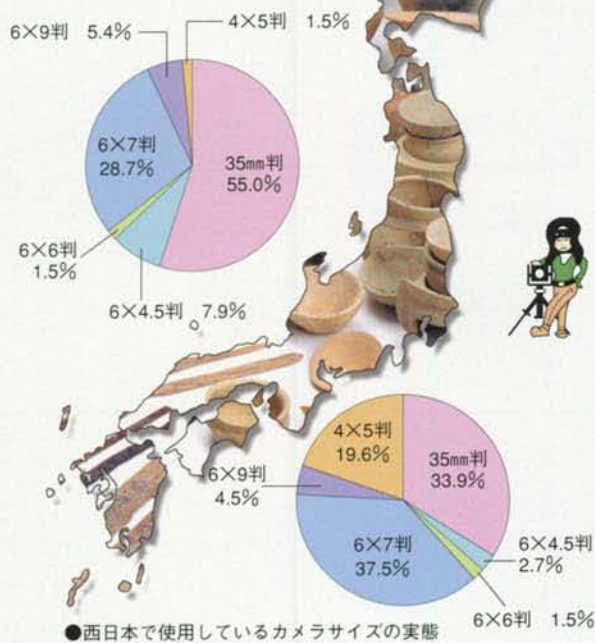 6×9判 5.4%
4×5判 1.5%
6×7判
28.7%
35mm判
55.0%
6×6判
1.5%
6×4.5判 7.9%
4×5判
19.6%
35mm判
33.9%
6×9判
4.5%
6×7判
37.5%
6×4.5判
2.7%
6×6判 1.5%
●西日本で使用しているカメラサイズの実態